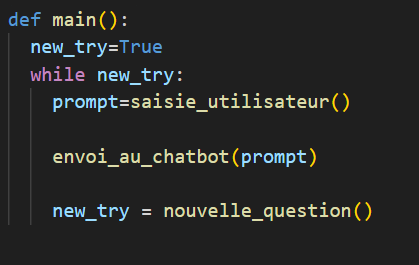 def main():
  new_try=True
  while new_try:
    prompt=saisie_utilisateur()
    envoi_au_chatbot(prompt)
    new_try = nouvelle_question()